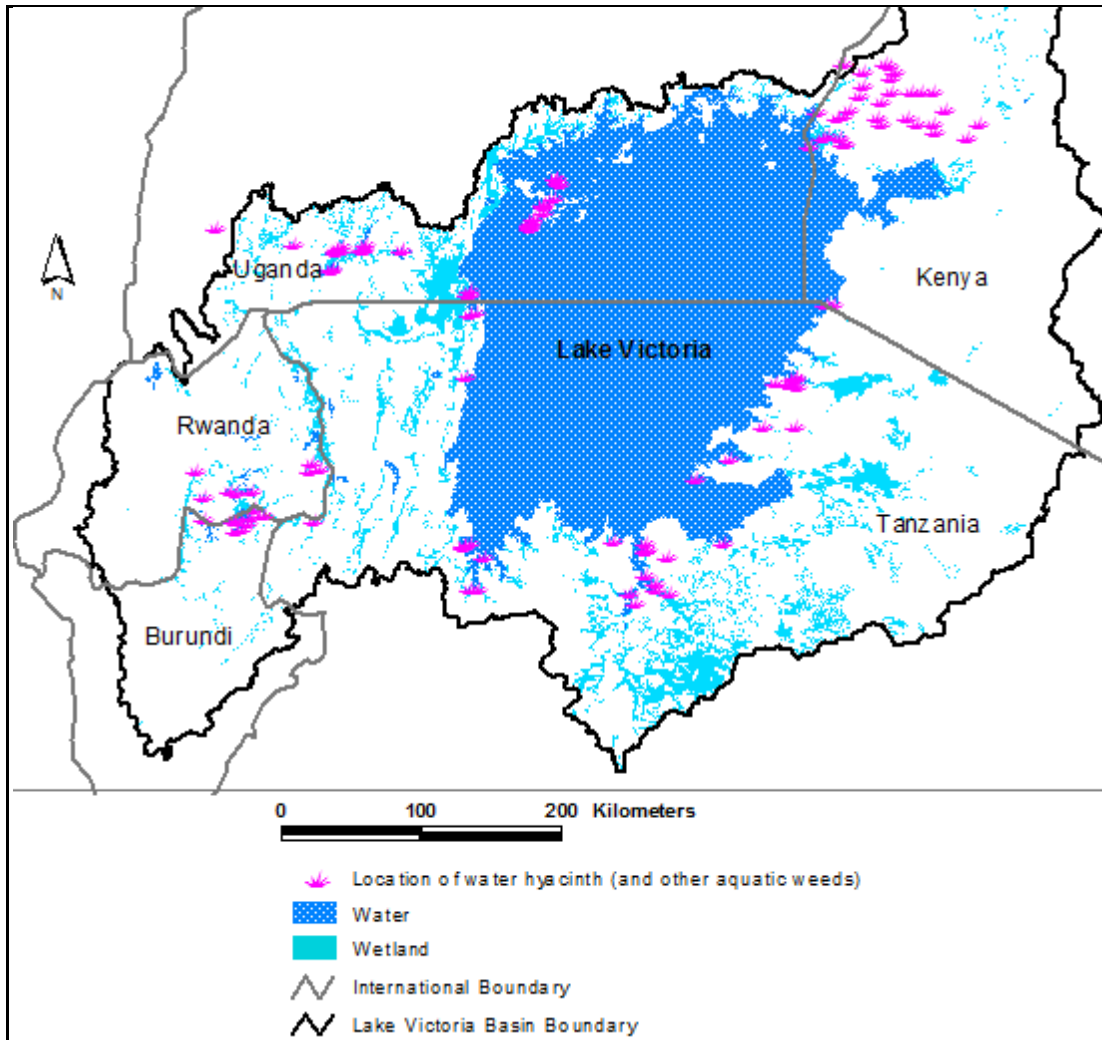 Uganda
N
Kenya
Lake Victoria
Rwanda
Tanzania
Burundi
0 100 200 Kilometers
Location of water hyacinth (and other aquatic weeds)
Water
Wetland
International Boundary
Lake Victoria Basin Boundary